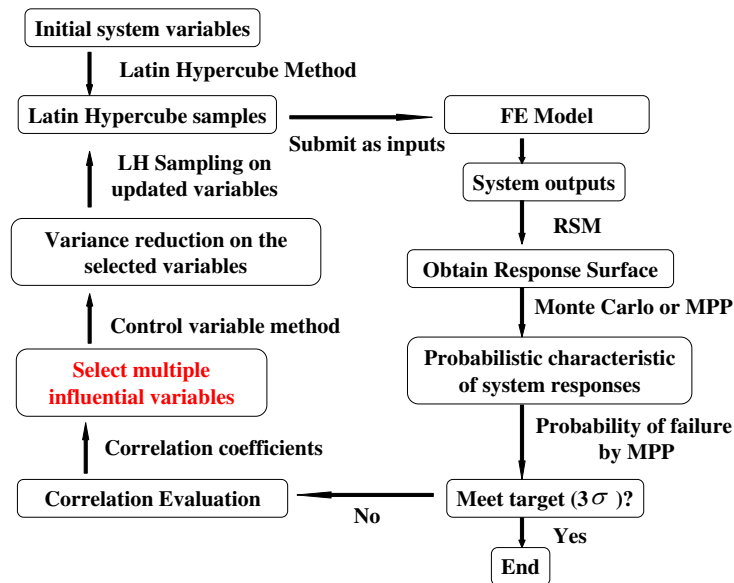 Initial system variables
Latin Hypercube Method
Latin Hypercube samples
Submit as inputs
FE Model
System outputs
RSM
Obtain Response Surface
Monte Carlo or MPP
Probabilistic characteristic
of system responses
Probability of failure
by MPP
Meet target (3σ)?
Yes
End
No
Correlation Evaluation
Correlation coefficients
Select multiple
influential variables
Control variable method
Variance reduction on the
selected variables
LH Sampling on
updated variables